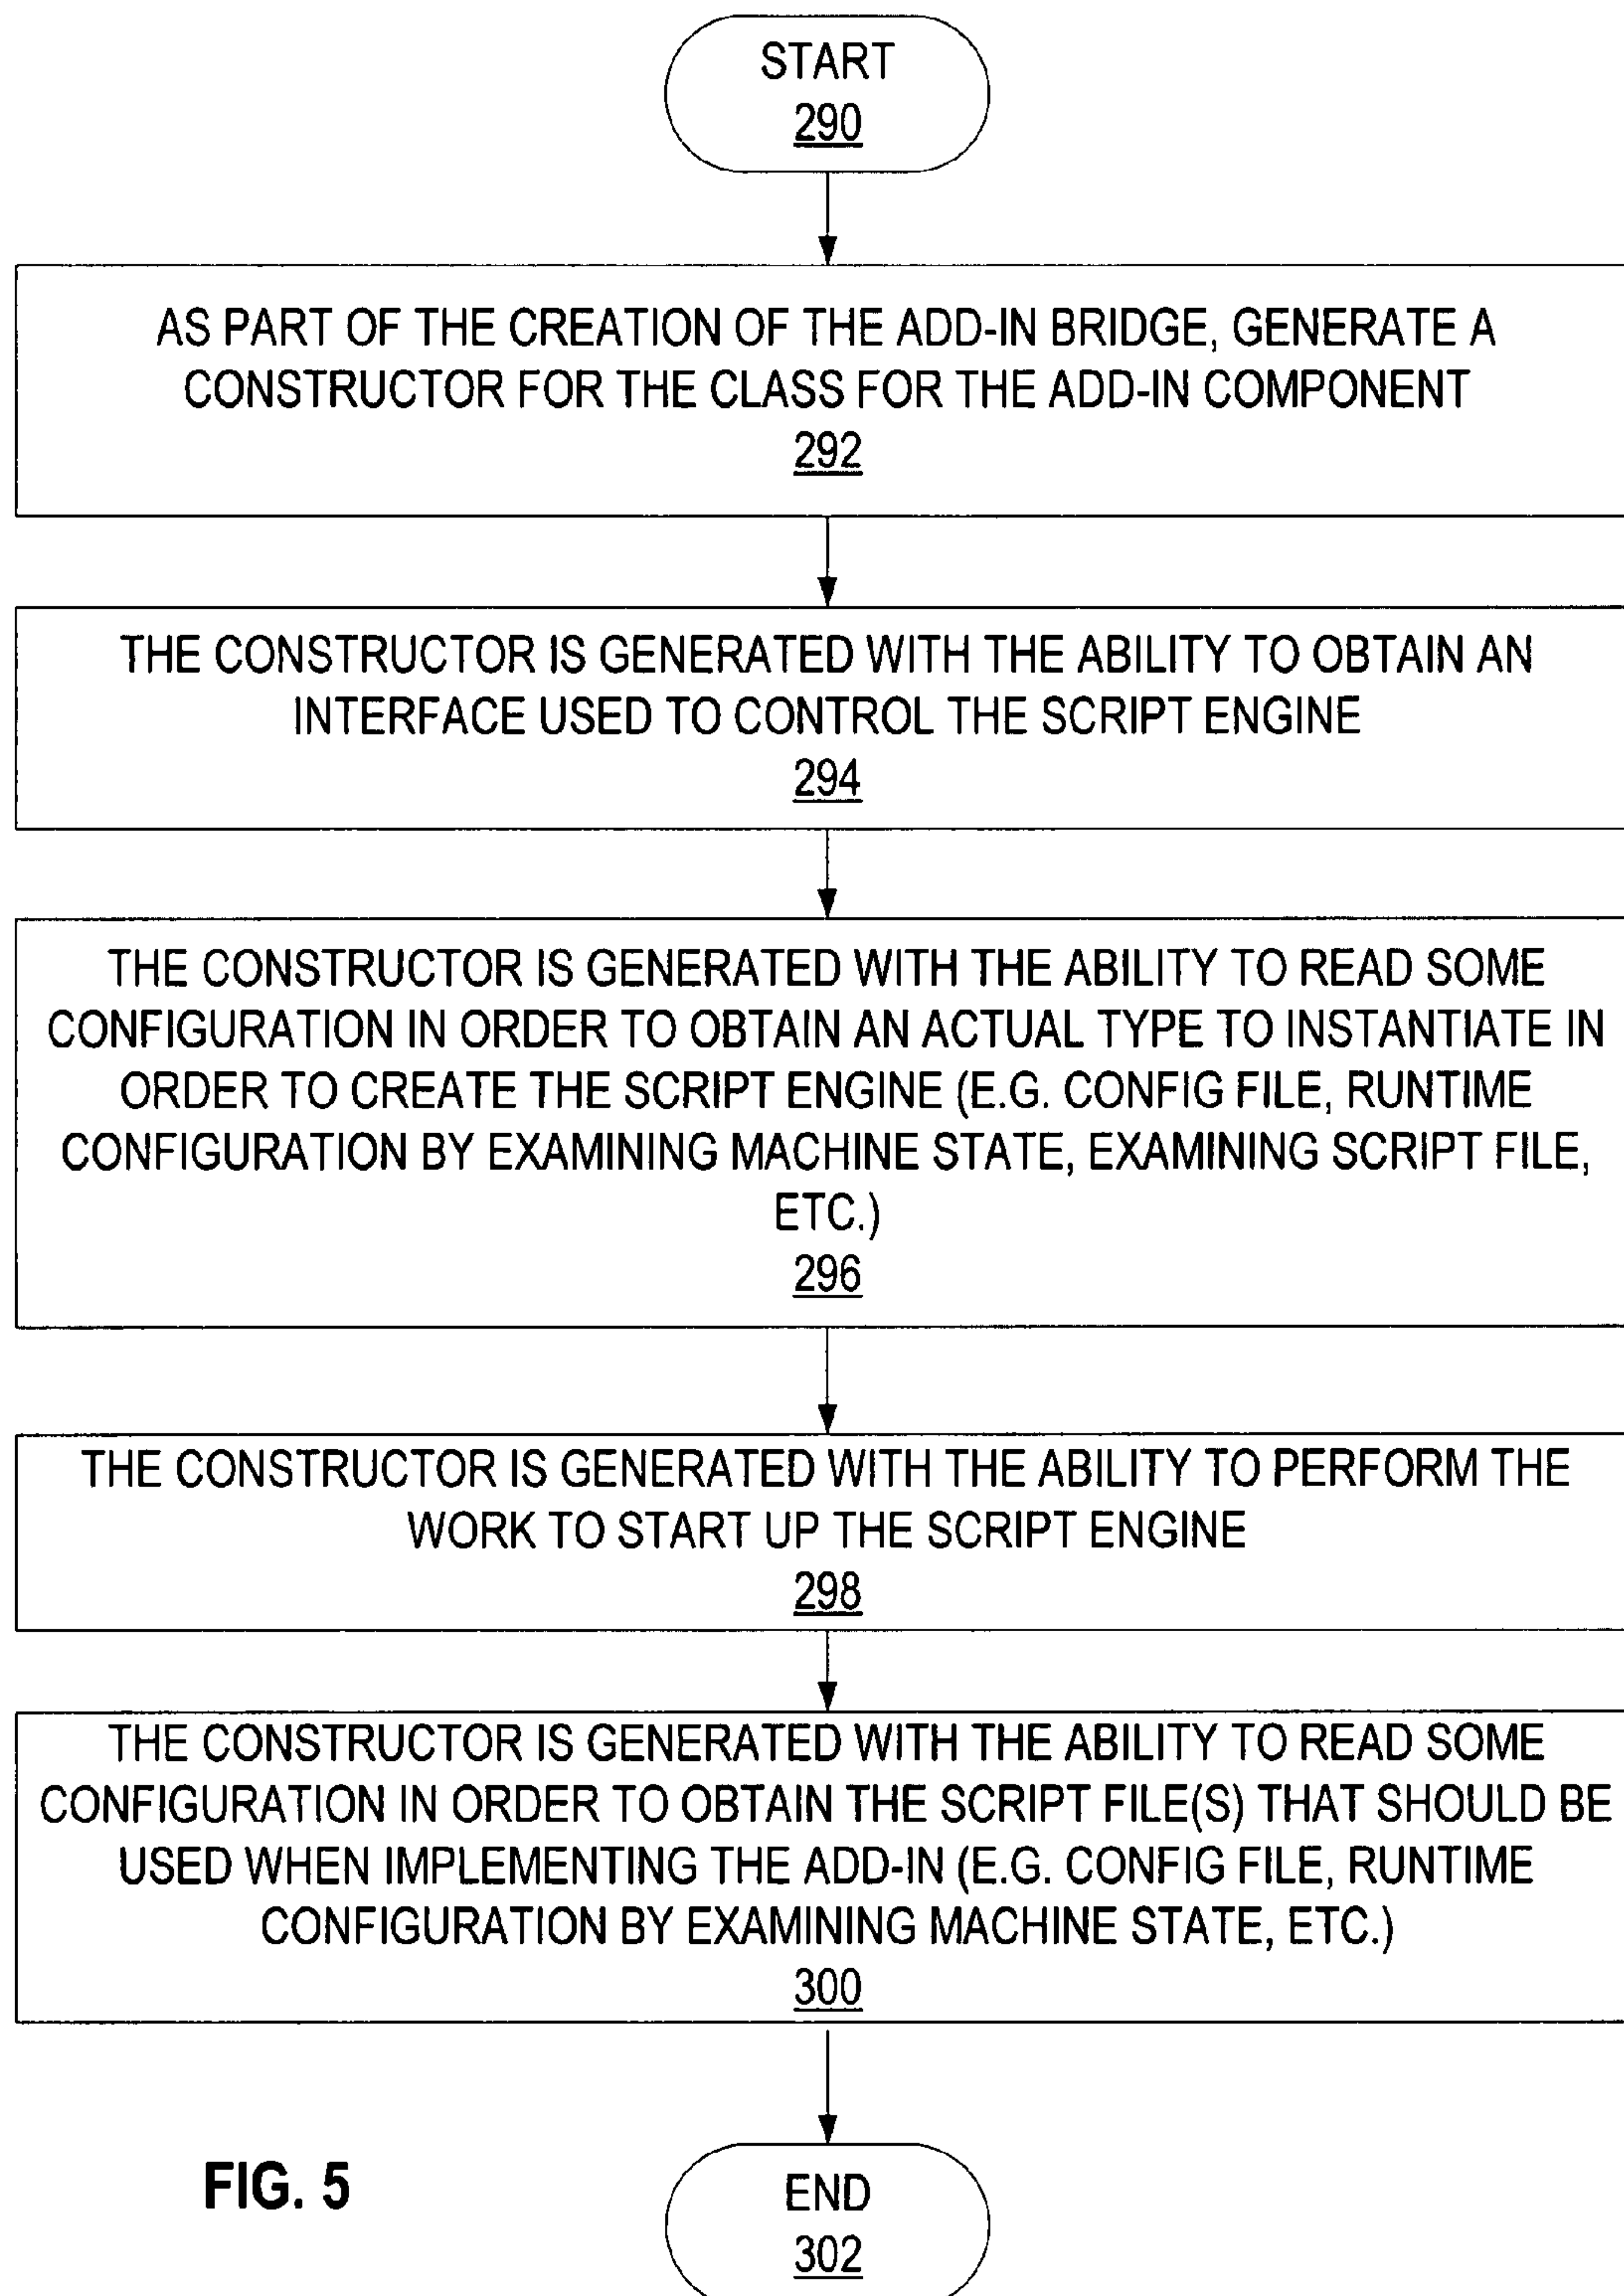 START
290
AS PART OF THE CREATION OF THE ADD-IN BRIDGE, GENERATE A
CONSTRUCTOR FOR THE CLASS FOR THE ADD-IN COMPONENT
292
THE CONSTRUCTOR IS GENERATED WITH THE ABILITY TO OBTAIN AN
INTERFACE USED TO CONTROL THE SCRIPT ENGINE
294
THE CONSTRUCTOR IS GENERATED WITH THE ABILITY TO READ SOME
CONFIGURATION IN ORDER TO OBTAIN AN ACTUAL TYPE TO INSTANTIATE IN
ORDER TO CREATE THE SCRIPT ENGINE (E.G. CONFIG FILE, RUNTIME
CONFIGURATION BY EXAMINING MACHINE STATE, EXAMINING SCRIPT FILE,
ETC.)
296
THE CONSTRUCTOR IS GENERATED WITH THE ABILITY TO PERFORM THE
WORK TO START UP THE SCRIPT ENGINE
298
THE CONSTRUCTOR IS GENERATED WITH THE ABILITY TO READ SOME
CONFIGURATION IN ORDER TO OBTAIN THE SCRIPT FILE(S) THAT SHOULD BE
USED WHEN IMPLEMENTING THE ADD-IN (E.G. CONFIG FILE, RUNTIME
CONFIGURATION BY EXAMINING MACHINE STATE, ETC.)
300
FIG. 5
END
302